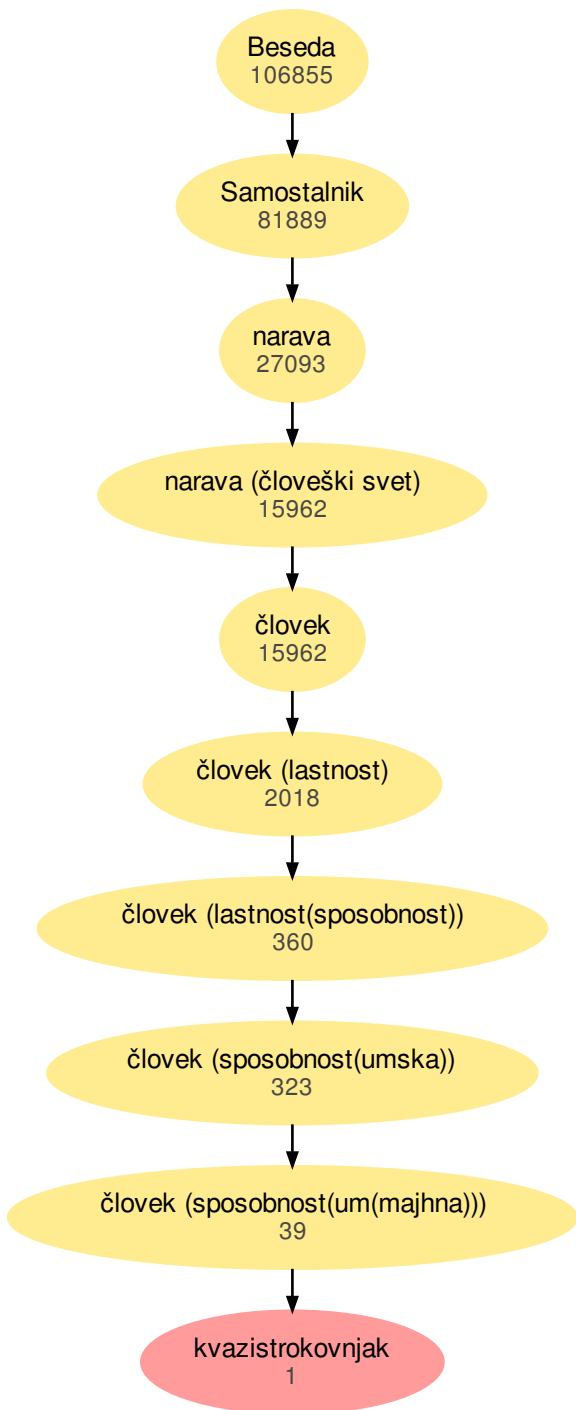 Beseda
106855
Samostalnik
81889
narava
27093
narava (človeški svet)
15962
človek
15962
človek (lastnost)
2018
človek (lastnost(sposobnost))
360
človek (sposobnost(umska))
323
človek (sposobnost(um(majhna)))
39
kvazistrokovnjak
1